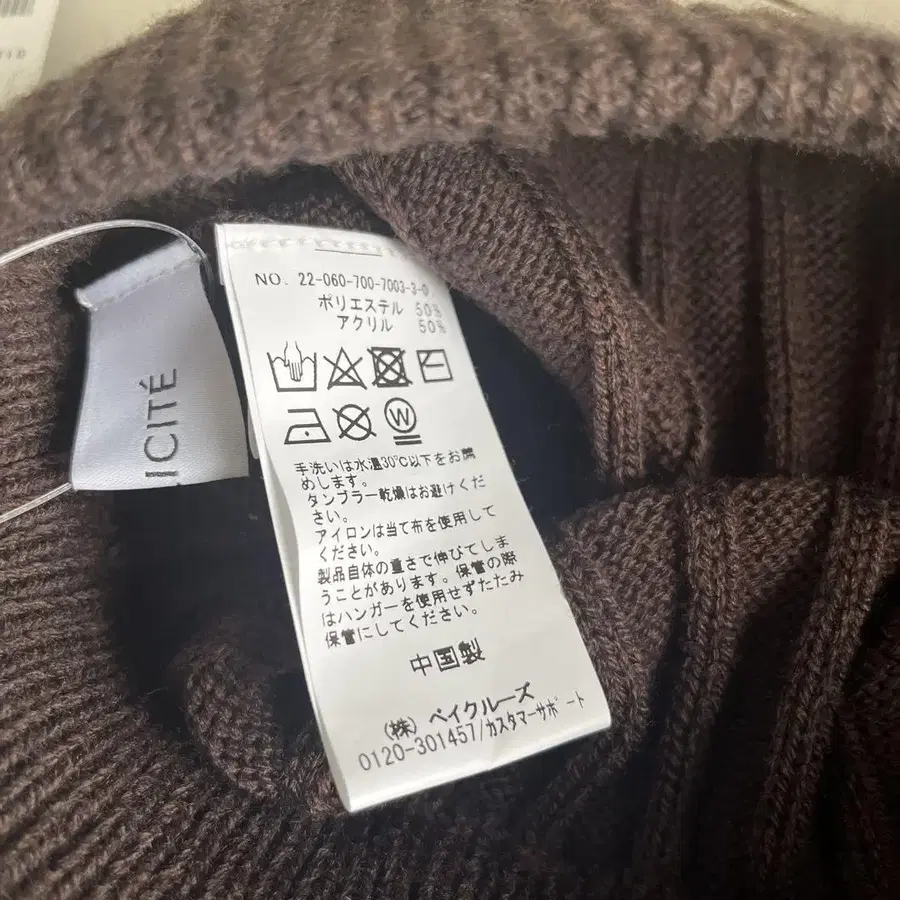 ICITÉ
NO. 22-060-700-7003-3-0
ポリエステル 50%
アクリル 50%
W
手洗いは水温30℃以下をお薦
めします。
タンブラー乾燥はお避けくだ
さい。
アイロンは当て布を使用して
ください。
製品自体の重さで伸びてしま
うことがあります。保管の際
はハンガーを使用せずたたみ
保管にしてください。
中国製
(株) ベイクルーズ
0120-301457/カスタマーサポート